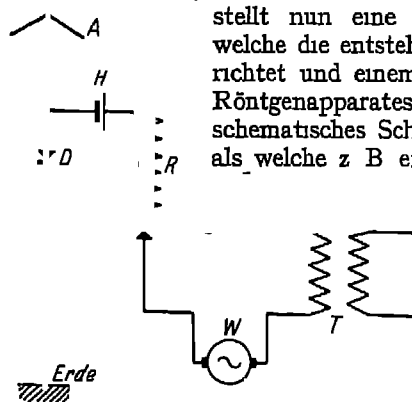 stellt nun eine
welche die entsteh
richtet und einem
Röntgenapparates
schematisches Sch
als welche z B e
A
H
D
R
W
T
Erde